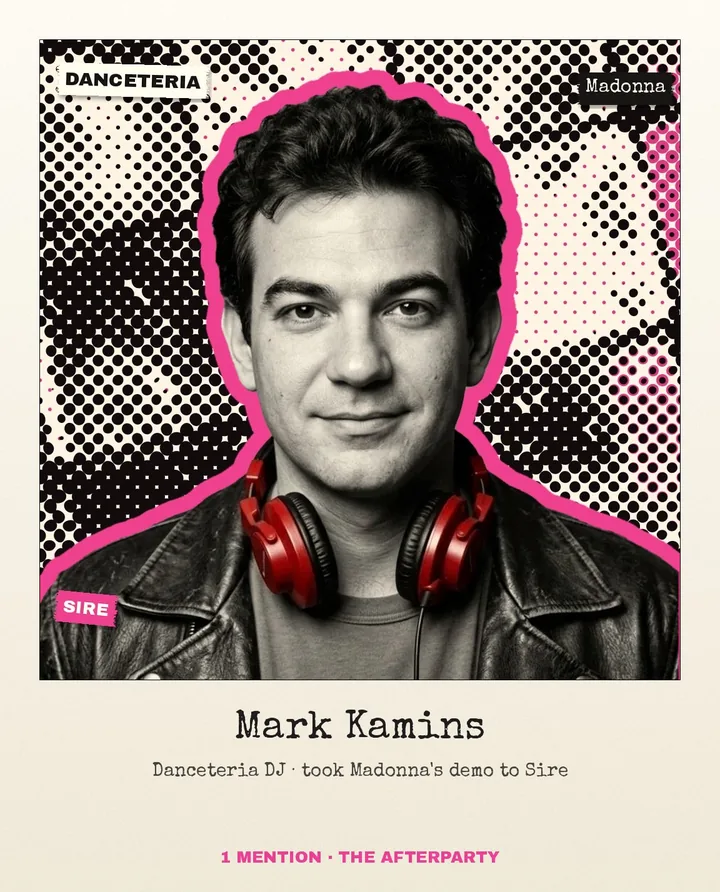 DANCETERIA
Madonna
SIRE
Mark Kamins
Danceteria DJ · took Madonna's demo to Sire
1 MENTION · THE AFTERPARTY